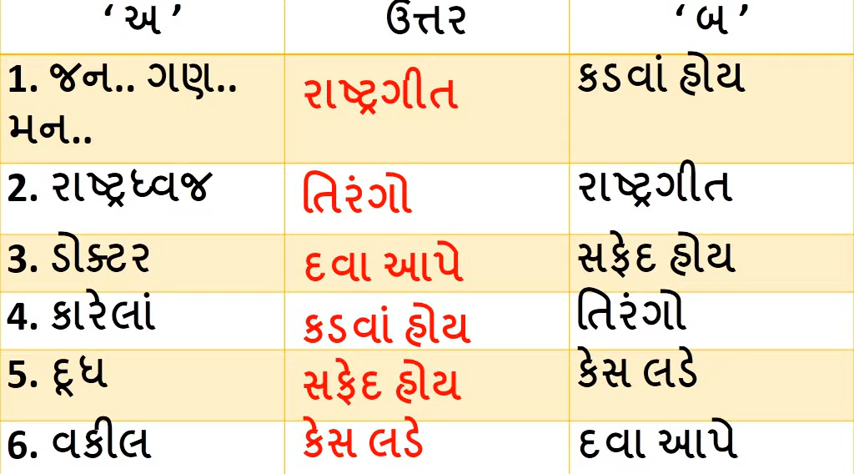 ‘ અ ’ ઉત્તર ‘ બ ’
1. જન.. ગણ.. મન.. રાષ્ટ્રગીત કડવાં હોય
2. રાષ્ટ્રધ્વજ તિરંગો રાષ્ટ્રગીત
3. ડોક્ટર દવા આપે સફેદ હોય
4. કારેલાં કડવાં હોય તિરંગો
5. દૂધ સફેદ હોય કેસ લડે
6. વકીલ કેસ લડે દવા આપે